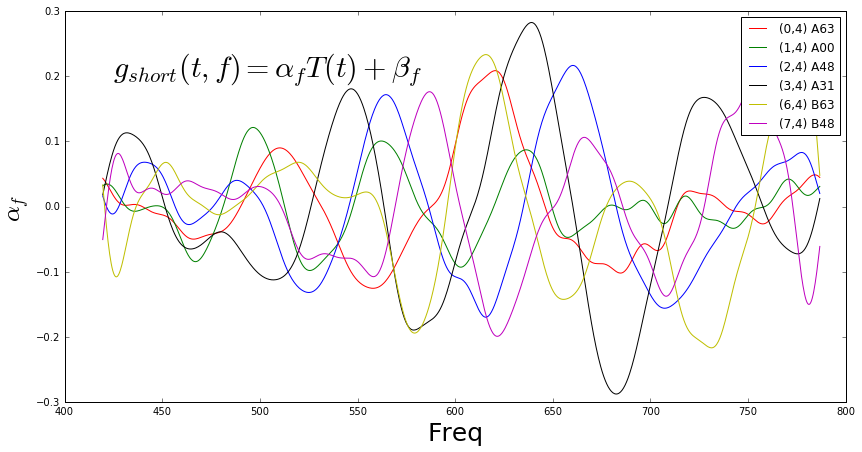 0.3
0.2
0.1
0.0
−0.1
−0.2
−0.3
α_f
g_{short}(t, f) = α_f T(t) + β_f
(0,4) A63
(1,4) A00
(2,4) A48
(3,4) A31
(6,4) B63
(7,4) B48
400 450 500 550 600 650 700 750 800
Freq